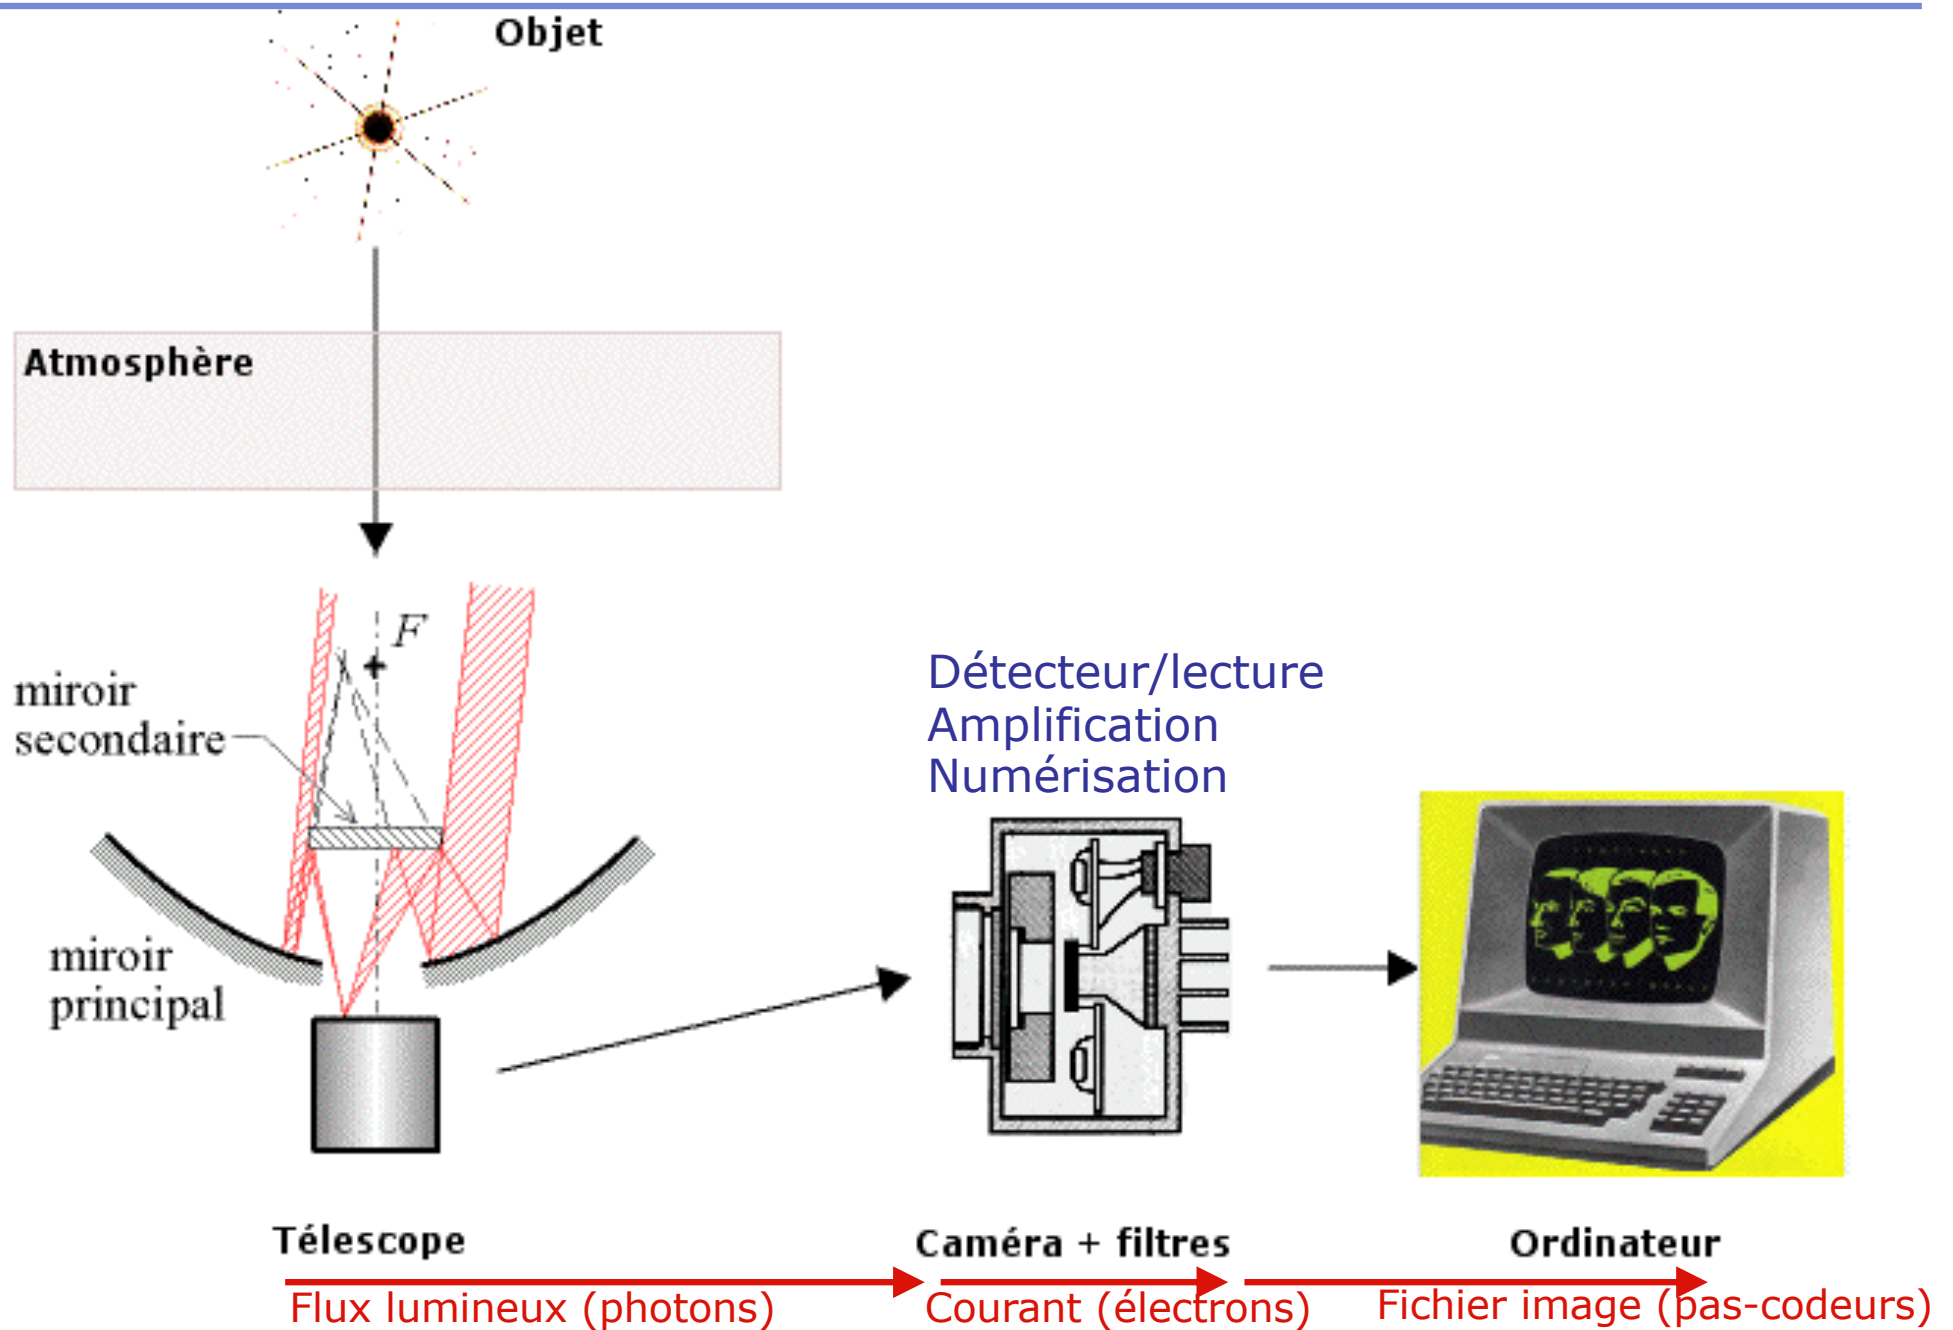 Objet
Atmosphère
F
miroir
secondaire
miroir
principal
Détecteur/lecture
Amplification
Numérisation
Télescope
Caméra + filtres
Ordinateur
Flux lumineux (photons)
Courant (électrons)
Fichier image (pas-codeurs)